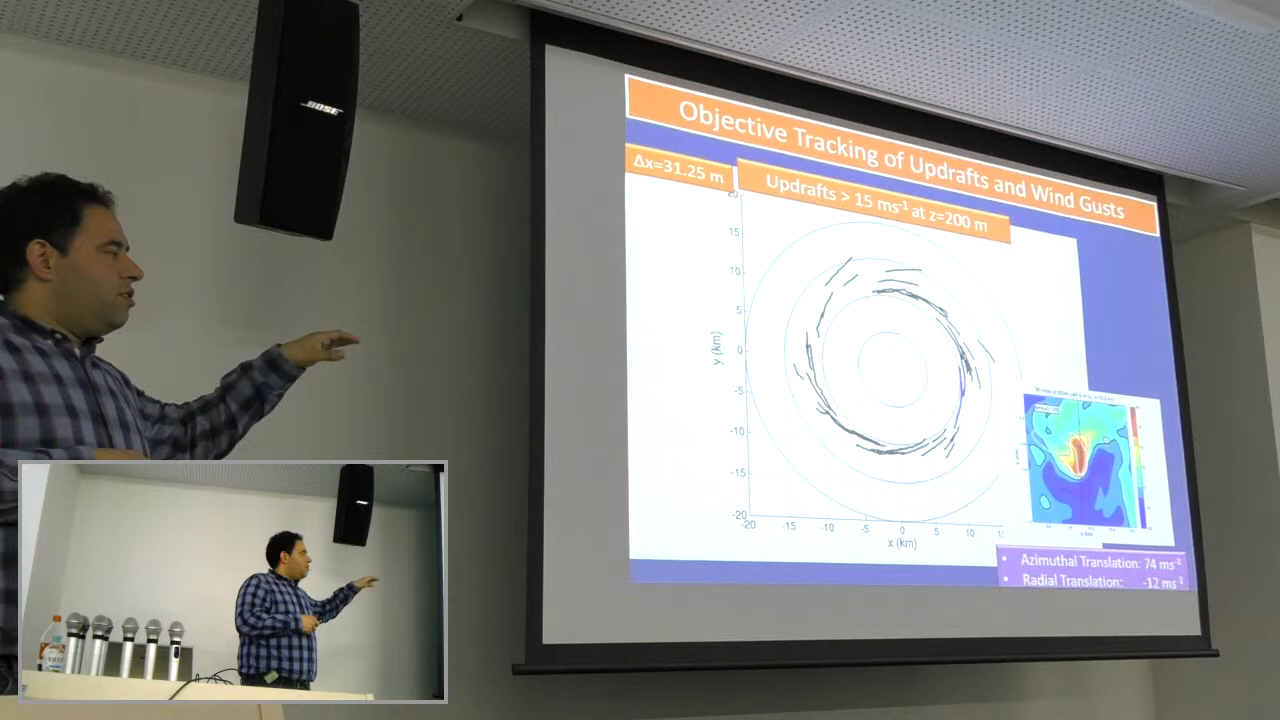 BOSE
Objective Tracking of Updrafts and Wind Gusts
Δx=31.25 m
Updrafts > 15 ms⁻¹ at z=200 m
20
15
10
5
0
-5
-10
-15
-20
y (km)
-20 -15 -10 -5 0 5 10
x (km)
• Azimuthal Translation: 74 ms⁻¹
• Radial Translation: -12 ms⁻¹